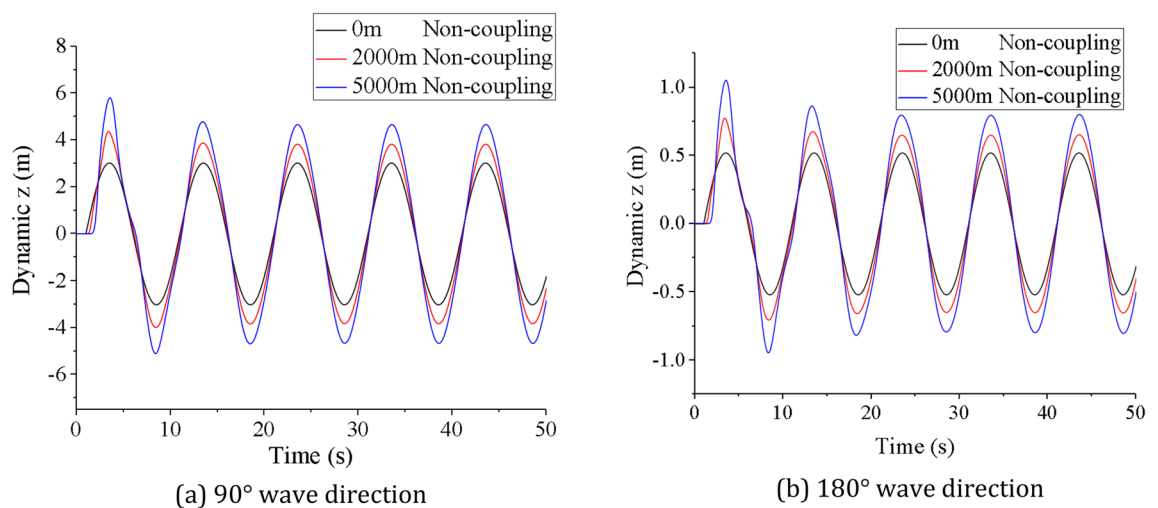 0m Non-coupling
2000m Non-coupling
5000m Non-coupling
8
6
4
2
0
-2
-4
-6
Dynamic z (m)
0 10 20 30 40 50
Time (s)
(a) 90° wave direction
0m Non-coupling
2000m Non-coupling
5000m Non-coupling
1.0
0.5
0.0
-0.5
-1.0
Dynamic z (m)
0 10 20 30 40 50
Time (s)
(b) 180° wave direction